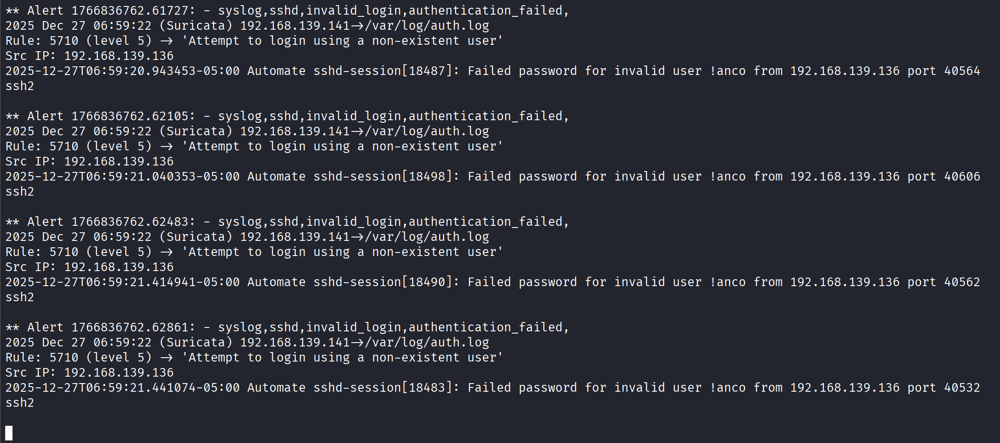 ** Alert 1766836762.61727: - syslog,sshd,invalid_login,authentication_failed,
2025 Dec 27 06:59:22 (Suricata) 192.168.139.141->/var/log/auth.log
Rule: 5710 (level 5) -> 'Attempt to login using a non-existent user'
Src IP: 192.168.139.136
2025-12-27T06:59:20.943453-05:00 Automate sshd-session[18487]: Failed password for invalid user !anco from 192.168.139.136 port 40564
ssh2
** Alert 1766836762.62105: - syslog,sshd,invalid_login,authentication_failed,
2025 Dec 27 06:59:22 (Suricata) 192.168.139.141->/var/log/auth.log
Rule: 5710 (level 5) -> 'Attempt to login using a non-existent user'
Src IP: 192.168.139.136
2025-12-27T06:59:21.040353-05:00 Automate sshd-session[18498]: Failed password for invalid user !anco from 192.168.139.136 port 40606
ssh2
** Alert 1766836762.62483: - syslog,sshd,invalid_login,authentication_failed,
2025 Dec 27 06:59:22 (Suricata) 192.168.139.141->/var/log/auth.log
Rule: 5710 (level 5) -> 'Attempt to login using a non-existent user'
Src IP: 192.168.139.136
2025-12-27T06:59:21.414941-05:00 Automate sshd-session[18490]: Failed password for invalid user !anco from 192.168.139.136 port 40562
ssh2
** Alert 1766836762.62861: - syslog,sshd,invalid_login,authentication_failed,
2025 Dec 27 06:59:22 (Suricata) 192.168.139.141->/var/log/auth.log
Rule: 5710 (level 5) -> 'Attempt to login using a non-existent user'
Src IP: 192.168.139.136
2025-12-27T06:59:21.441074-05:00 Automate sshd-session[18483]: Failed password for invalid user !anco from 192.168.139.136 port 40532
ssh2